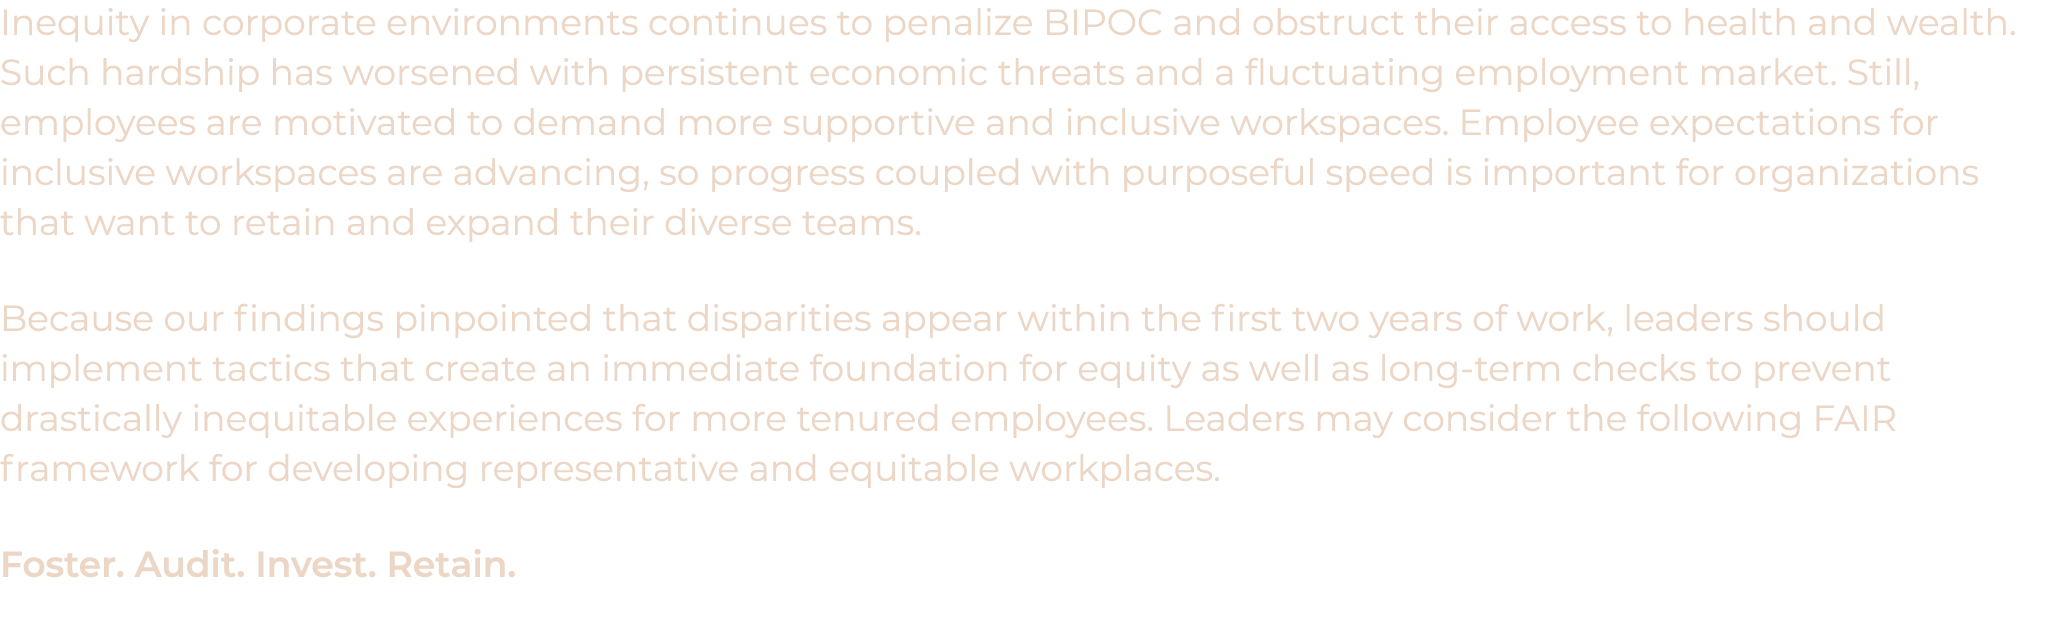 Inequity in corporate environments continues to penalize BIPOC and obstruct their access to health and wealth.
Such hardship has worsened with persistent economic threats and a fluctuating employment market. Still,
employees are motivated to demand more supportive and inclusive workspaces. Employee expectations for
inclusive workspaces are advancing, so progress coupled with purposeful speed is important for organizations
that want to retain and expand their diverse teams.
Because our findings pinpointed that disparities appear within the first two years of work, leaders should
implement tactics that create an immediate foundation for equity as well as long-term checks to prevent
drastically inequitable experiences for more tenured employees. Leaders may consider the following FAIR
framework for developing representative and equitable workplaces.
Foster. Audit. Invest. Retain.